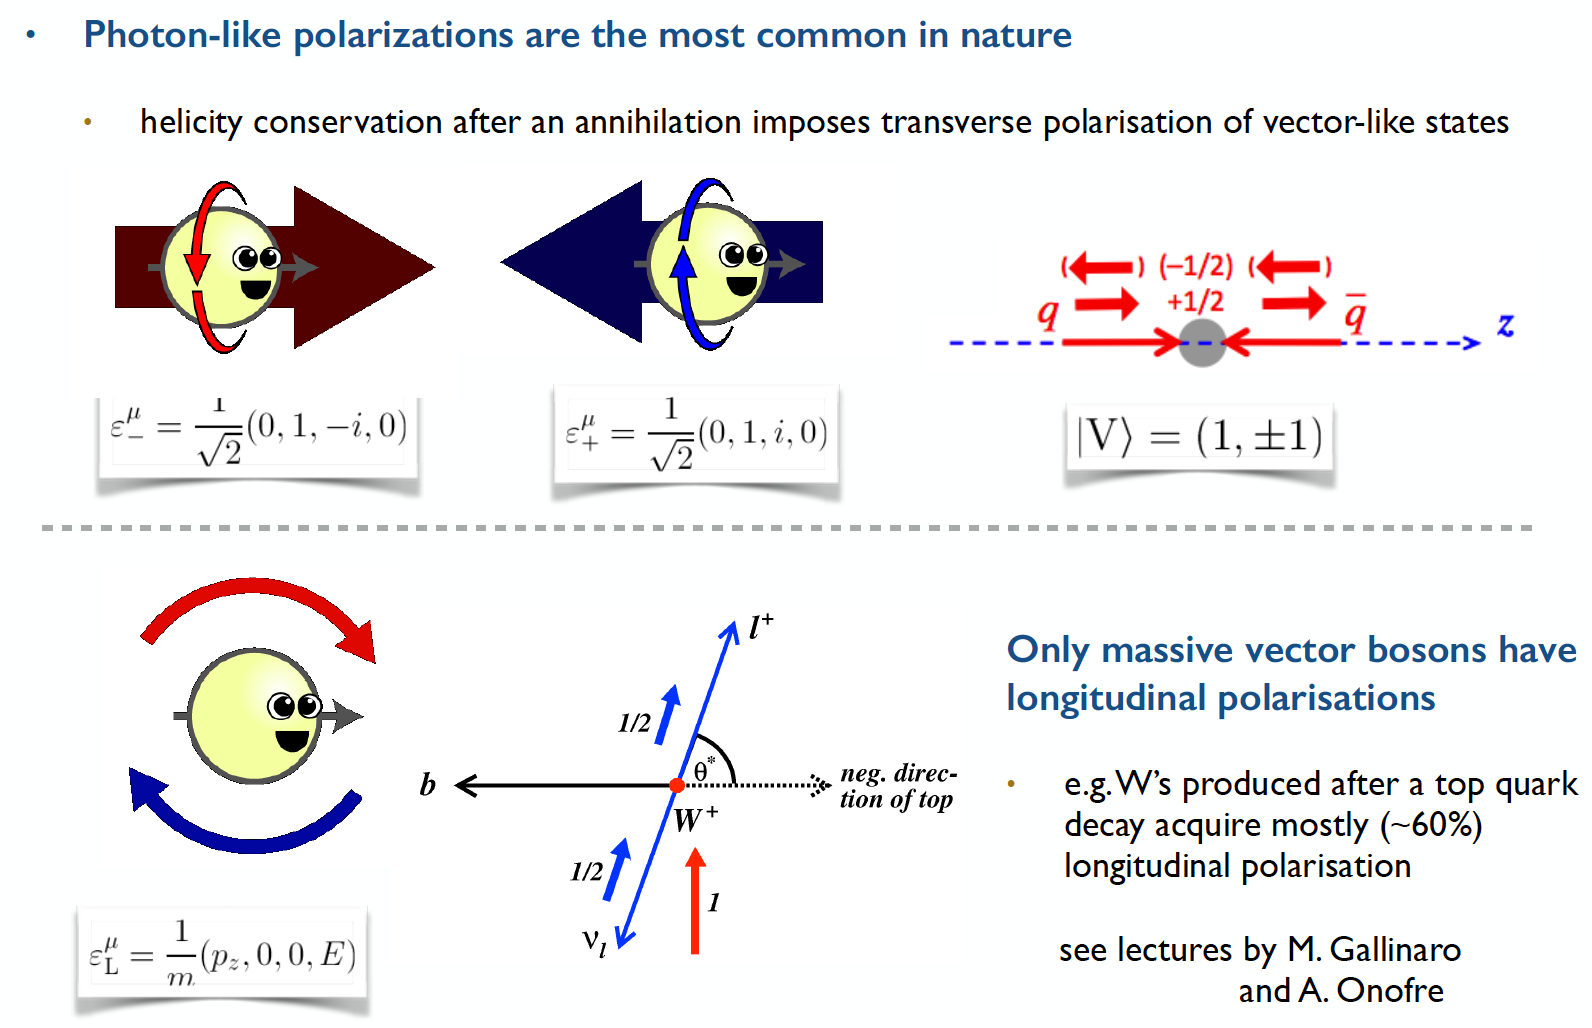 • Photon-like polarizations are the most common in nature
• helicity conservation after an annihilation imposes transverse polarisation of vector-like states
(←) (−1/2) (←)
q → +1/2 → q̄
z
ε₋^μ = 1/√2 (0, 1, −i, 0)
ε₊^μ = 1/√2 (0, 1, i, 0)
|V⟩ = (1, ±1)
l⁺
1/2
θ*
b
neg. direc-
tion of top
W⁺
1/2
1
ν_l
ε_L^μ = 1/m (p_z, 0, 0, E)
Only massive vector bosons have
longitudinal polarisations
• e.g. W's produced after a top quark
decay acquire mostly (~60%)
longitudinal polarisation
see lectures by M. Gallinaro
and A. Onofre